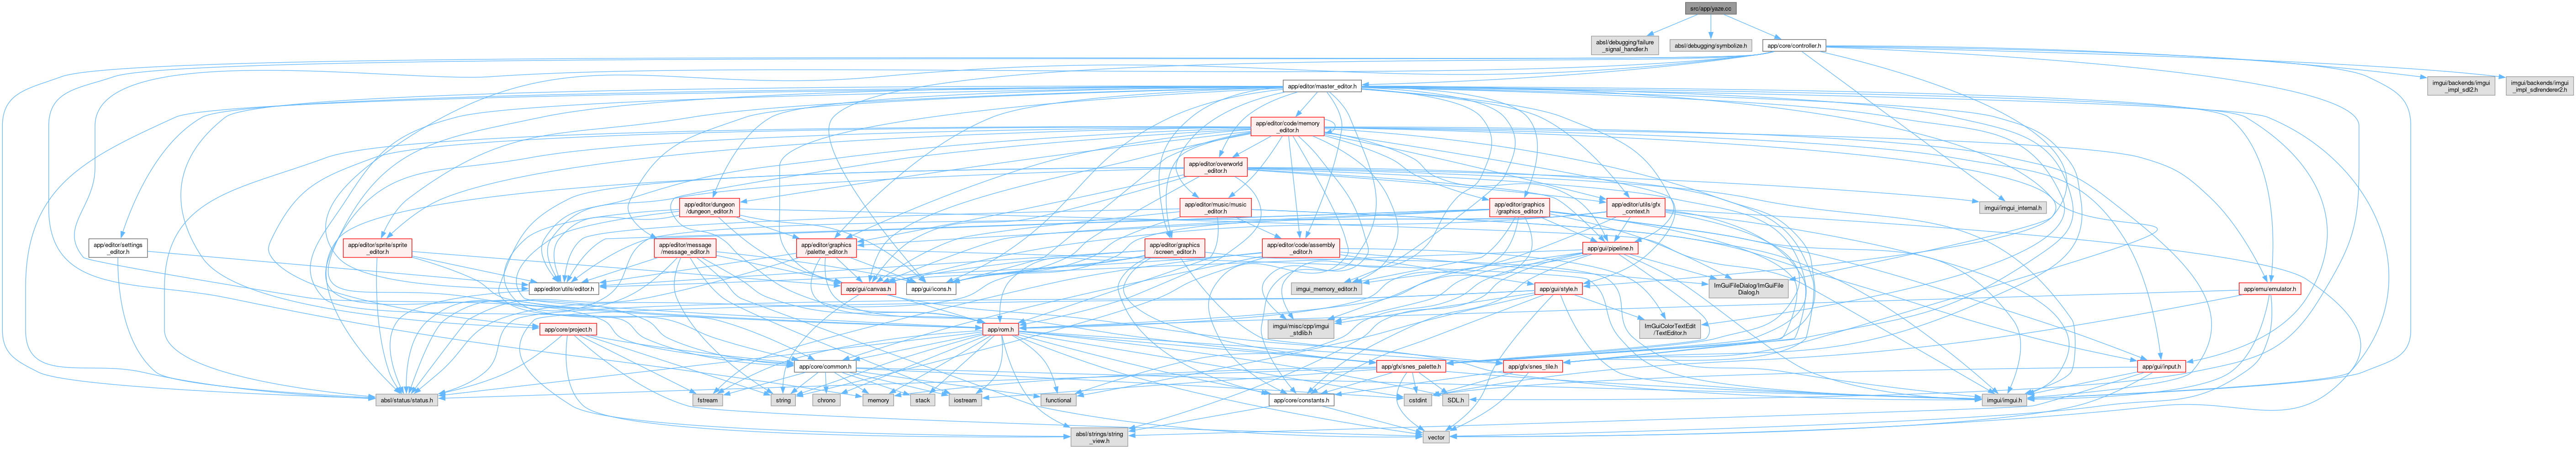 src/app/yaze.cc
absl/debugging/failure
_signal_handler.h
absl/debugging/symbolize.h
app/core/controller.h
imgui/backends/imgui
_impl_sdl2.h
imgui/backends/imgui
_impl_sdlrenderer2.h
app/editor/master_editor.h
app/editor/code/memory
_editor.h
app/editor/overworld
_editor.h
app/editor/dungeon
/dungeon_editor.h
app/editor/music/music
_editor.h
app/editor/graphics
/graphics_editor.h
app/editor/utils/gfx
_context.h
imgui/imgui_internal.h
app/editor/settings
_editor.h
app/editor/sprite/sprite
_editor.h
app/editor/message
/message_editor.h
app/editor/graphics
/palette_editor.h
app/editor/graphics
/screen_editor.h
app/editor/code/assembly
_editor.h
app/gui/pipeline.h
app/editor/utils/editor.h
app/gui/canvas.h
app/gui/icons.h
imgui_memory_editor.h
app/gui/style.h
ImGuiFileDialog/ImGuiFile
Dialog.h
app/emu/emulator.h
app/core/project.h
app/rom.h
imgui/misc/cpp/imgui
_stdlib.h
ImGuiColorTextEdit
/TextEditor.h
app/core/common.h
app/gfx/snes_palette.h
app/gfx/snes_tile.h
app/gui/input.h
absl/status/status.h
fstream
string
chrono
memory
stack
iostream
functional
app/core/constants.h
cstdint
SDL.h
imgui/imgui.h
absl/strings/string
_view.h
vector